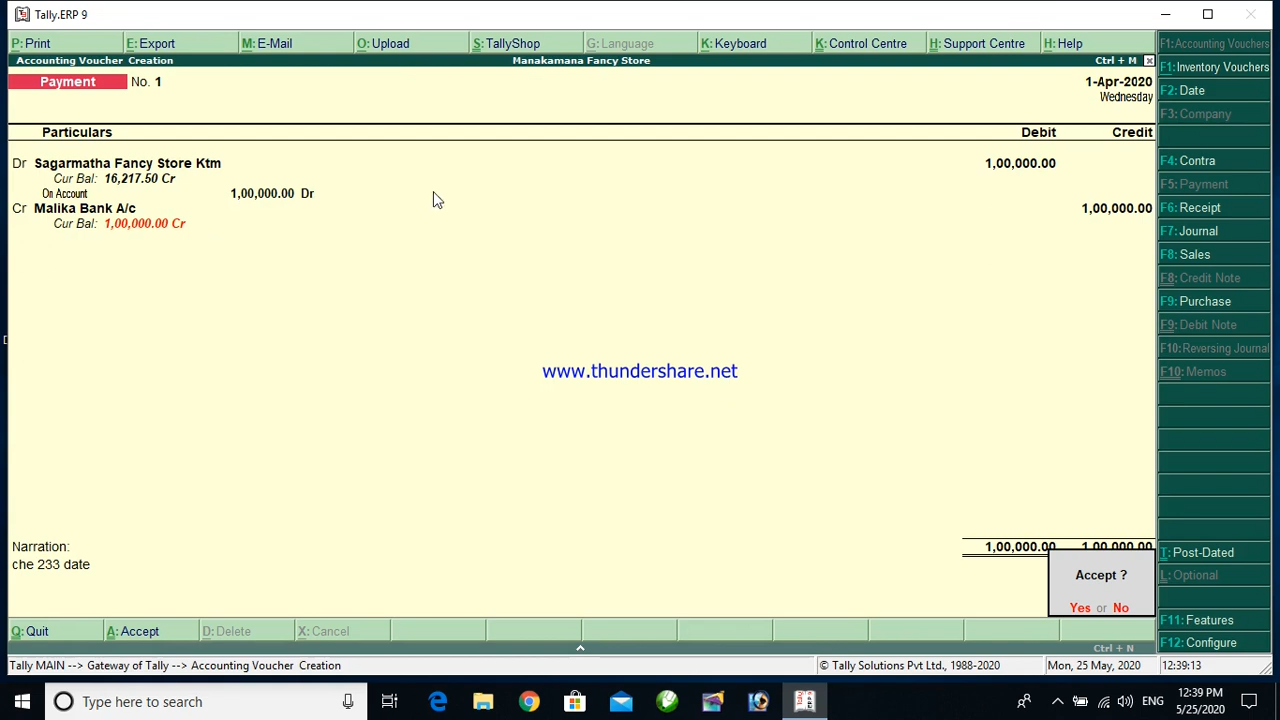 Tally.ERP 9
P: Print E: Export M: E-Mail O: Upload S: TallyShop G: Language K: Keyboard K: Control Centre H: Support Centre H: Help
Accounting Voucher Creation Manakamana Fancy Store Ctrl + M
Payment No. 1 1-Apr-2020
Wednesday
Particulars Debit Credit
Dr Sagarmatha Fancy Store Ktm 1,00,000.00
Cur Bal: 16,217.50 Cr
On Account 1,00,000.00 Dr
Cr Malika Bank A/c 1,00,000.00
Cur Bal: 1,00,000.00 Cr
www.thundershare.net
Narration: 1,00,000.00 1,00,000.00
che 233 date
Accept ?
Yes or No
F1: Accounting Vouchers
F1: Inventory Vouchers
F2: Date
F3: Company
F4: Contra
F5: Payment
F6: Receipt
F7: Journal
F8: Sales
F8: Credit Note
F9: Purchase
F9: Debit Note
F10: Reversing Journal
F10: Memos
T: Post-Dated
L: Optional
F11: Features
F12: Configure
Q: Quit A: Accept D: Delete X: Cancel
Ctrl + N
Tally MAIN --> Gateway of Tally --> Accounting Voucher Creation © Tally Solutions Pvt Ltd., 1988-2020 Mon, 25 May, 2020 12:39:13
Type here to search ENG 12:39 PM
5/25/2020